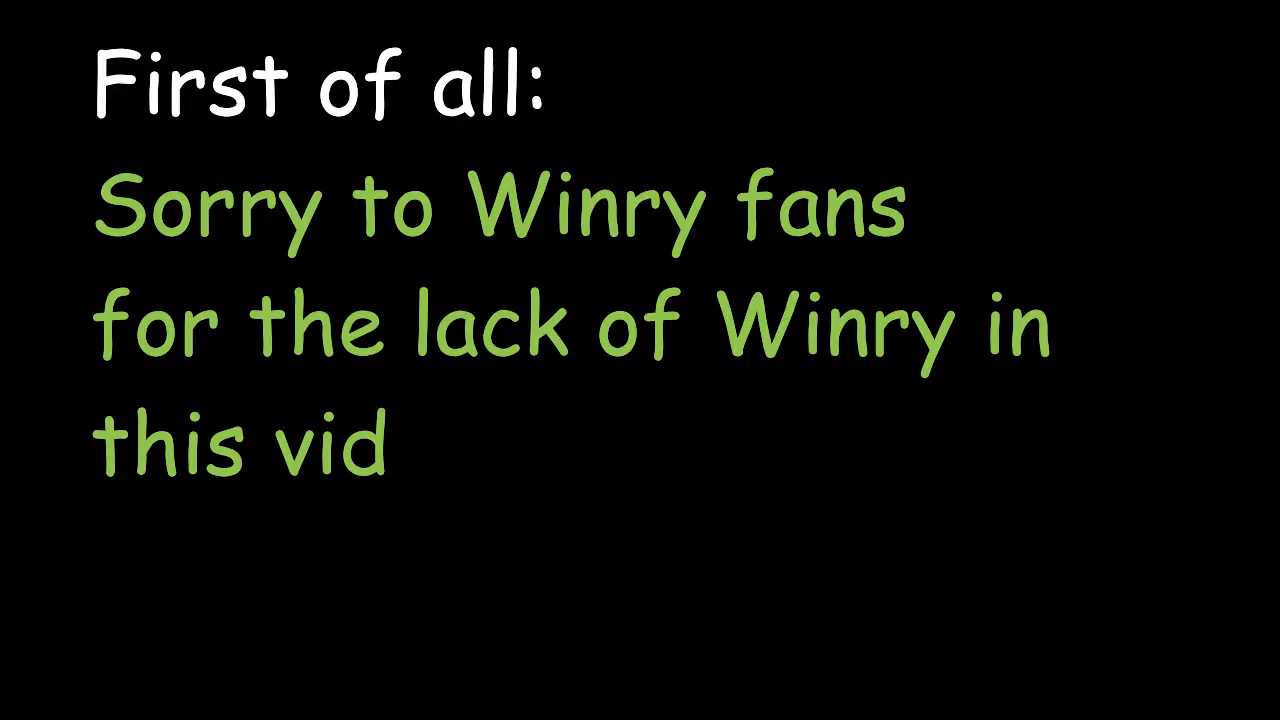 First of all:
Sorry to Winry fans
for the lack of Winry in
this vid